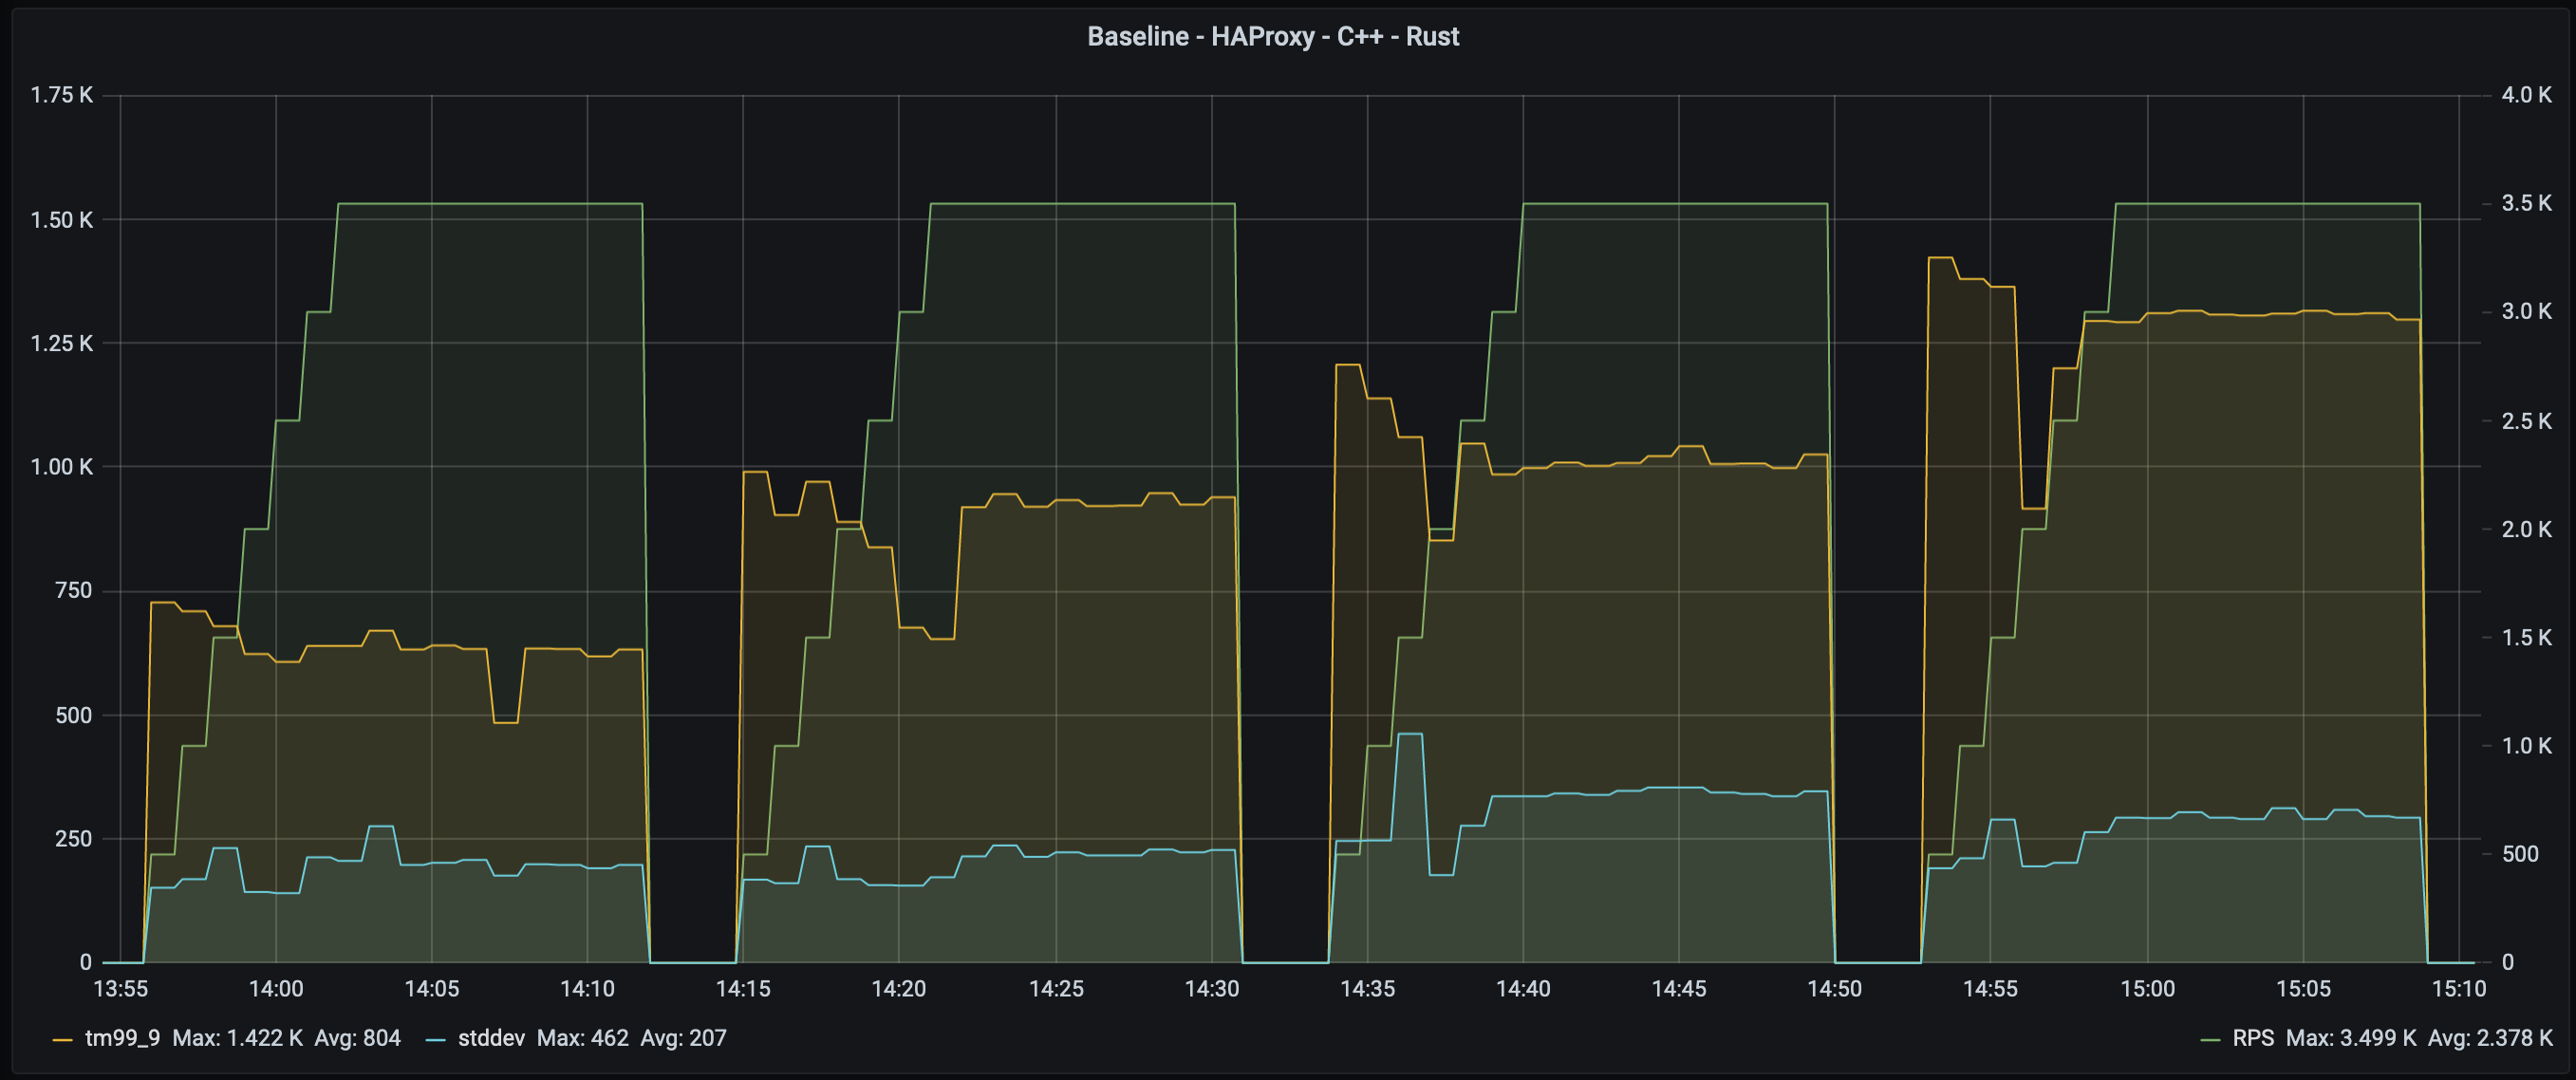 Baseline - HAProxy - C++ - Rust
1.75 K
1.50 K
1.25 K
1.00 K
750
500
250
0
4.0 K
3.5 K
3.0 K
2.5 K
2.0 K
1.5 K
1.0 K
500
0
13:55 14:00 14:05 14:10 14:15 14:20 14:25 14:30 14:35 14:40 14:45 14:50 14:55 15:00 15:05 15:10
tm99_9 Max: 1.422 K Avg: 804 stddev Max: 462 Avg: 207 RPS Max: 3.499 K Avg: 2.378 K